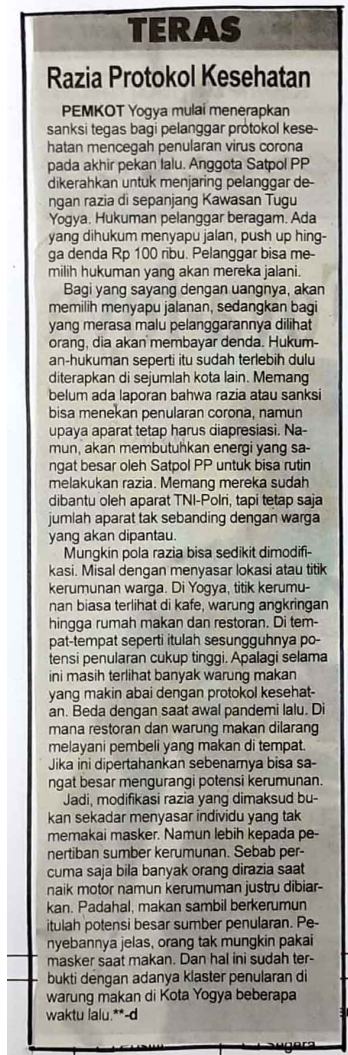 TERAS
Razia Protokol Kesehatan
PEMKOT Yogya mulai menerapkan
sanksi tegas bagi pelanggar protokol kese-
hatan mencegah penularan virus corona
pada akhir pekan lalu. Anggota Satpol PP
dikerahkan untuk menjaring pelanggar de-
ngan razia di sepanjang Kawasan Tugu
Yogya. Hukuman pelanggar beragam. Ada
yang dihukum menyapu jalan, push up hing-
ga denda Rp 100 ribu. Pelanggar bisa me-
milih hukuman yang akan mereka jalani.
Bagi yang sayang dengan uangnya, akan
memilih menyapu jalanan, sedangkan bagi
yang merasa malu pelanggarannya dilihat
orang, dia akan membayar denda. Hukum-
an-hukuman seperti itu sudah terlebih dulu
diterapkan di sejumlah kota lain. Memang
belum ada laporan bahwa razia atau sanksi
bisa menekan penularan corona, namun
upaya aparat tetap harus diapresiasi. Na-
mun, akan membutuhkan energi yang sa-
ngat besar oleh Satpol PP untuk bisa rutin
melakukan razia. Memang mereka sudah
dibantu oleh aparat TNI-Polri, tapi tetap saja
jumlah aparat tak sebanding dengan warga
yang akan dipantau.
Mungkin pola razia bisa sedikit dimodifi-
kasi. Misal dengan menyasar lokasi atau titik
kerumunan warga. Di Yogya, titik kerumu-
nan biasa terlihat di kafe, warung angkringan
hingga rumah makan dan restoran. Di tem-
pat-tempat seperti itulah sesungguhnya po-
tensi penularan cukup tinggi. Apalagi selama
ini masih terlihat banyak warung makan
yang makin abai dengan protokol kesehat-
an. Beda dengan saat awal pandemi lalu. Di
mana restoran dan warung makan dilarang
melayani pembeli yang makan di tempat.
Jika ini dipertahankan sebenarnya bisa sa-
ngat besar mengurangi potensi kerumunan.
Jadi, modifikasi razia yang dimaksud bu-
kan sekadar menyasar individu yang tak
memakai masker. Namun lebih kepada pe-
nertiban sumber kerumunan. Sebab per-
cuma saja bila banyak orang dirazia saat
naik motor namun kerumuman justru dibiar-
kan. Padahal, makan sambil berkerumun
itulah potensi besar sumber penularan. Pe-
nyebannya jelas, orang tak mungkin pakai
masker saat makan. Dan hal ini sudah ter-
bukti dengan adanya klaster penularan di
warung makan di Kota Yogya beberapa
waktu lalu.**-d